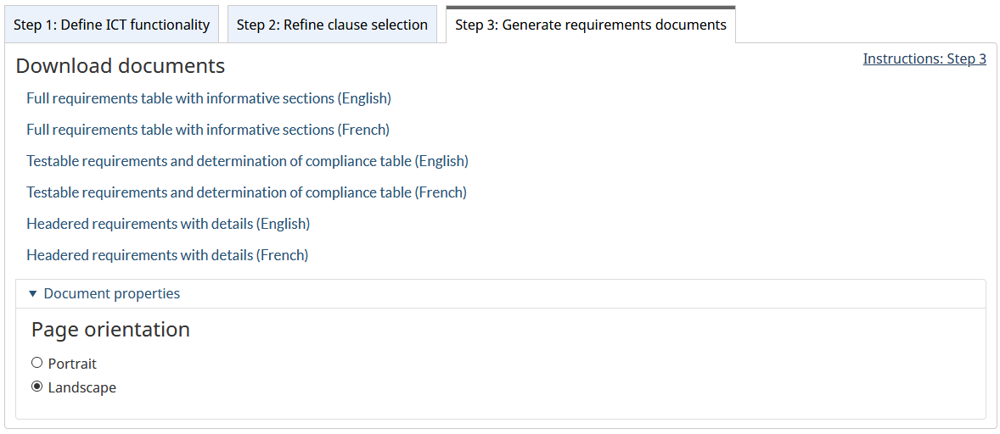 Step 1: Define ICT functionality
Step 2: Refine clause selection
Step 3: Generate requirements documents
Instructions: Step 3
Download documents
Full requirements table with informative sections (English)
Full requirements table with informative sections (French)
Testable requirements and determination of compliance table (English)
Testable requirements and determination of compliance table (French)
Headered requirements with details (English)
Headered requirements with details (French)
Document properties
Page orientation
Portrait
Landscape